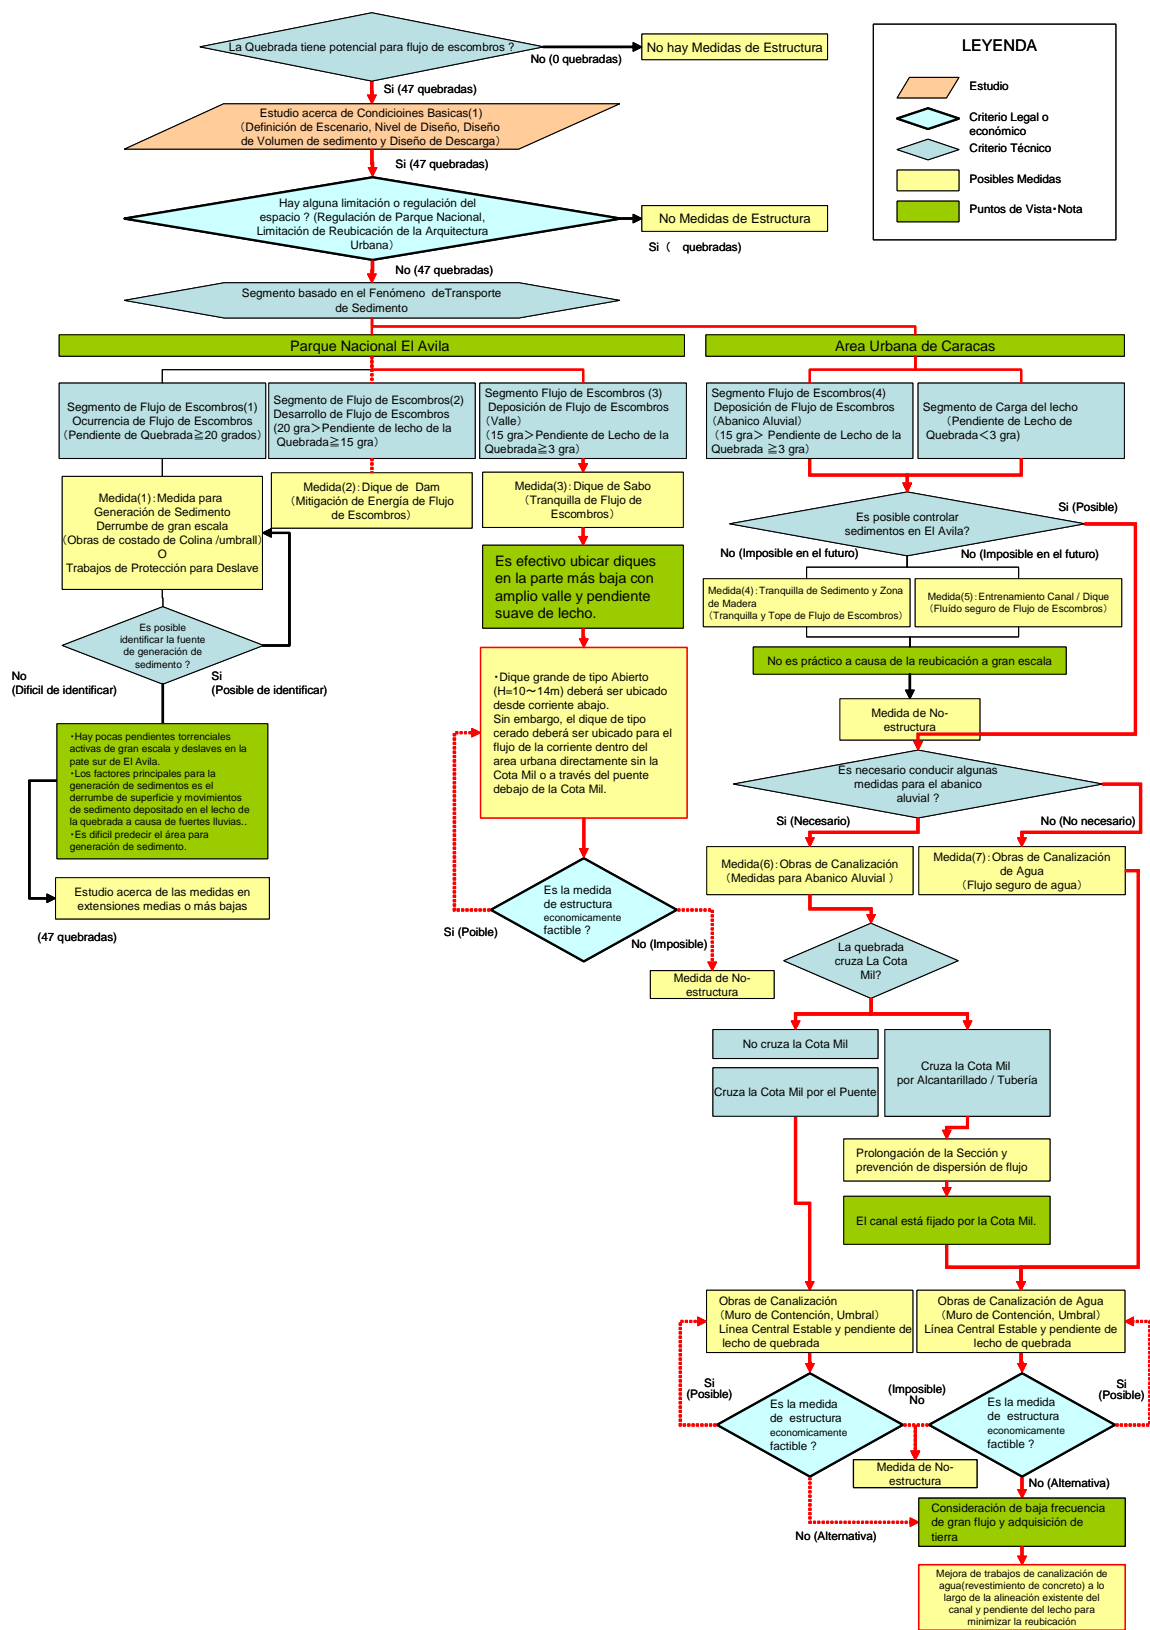 La Quebrada tiene potencial para flujo de escombros ?
No (0 quebradas)
No hay Medidas de Estructura
Si (47 quebradas)
LEYENDA
Estudio
Criterio Legal o
económico
Criterio Técnico
Posibles Medidas
Puntos de Vista・Nota
Estudio acerca de Condicioines Basicas(1)
(Definición de Escenario, Nivel de Diseño, Diseño
de Volumen de sedimento y Diseño de Descarga)
Si (47 quebradas)
Hay alguna limitación o regulación del
espacio ? (Regulación de Parque Nacional,
Limitación de Reubicación de la Arquitectura
Urbana)
No Medidas de Estructura
Si (   quebradas)
No (47 quebradas)
Segmento basado en el Fenómeno  deTransporte
de Sedimento
Parque Nacional El Avila
Area Urbana de Caracas
Segmento de Flujo de Escombros(1)
Ocurrencia de Flujo de Escombros
(Pendiente de Quebrada≧20 grados)
Segmento de Flujo de Escombros(2)
Desarrollo de Flujo de Escombros
(20 gra>Pendiente de lecho de la
Quebrada≧15 gra)
Segmento Flujo de Escombros (3)
Deposición de Flujo de Escombros
(Valle)
(15 gra>Pendiente de Lecho de la
Quebrada≧3 gra)
Segmento Flujo de Escombros(4)
Deposición de Flujo de Escombros
(Abanico Aluvial)
(15 gra> Pendiente de Lecho de la
Quebrada ≧3 gra)
Segmento de Carga del lecho
(Pendiente de Lecho de
Quebrada<3 gra)
Medida(1): Medida para
Generación de Sedimento
Derrumbe de gran escala
(Obras de costado de Colina /umbrall)
O
Trabajos de Protección para Deslave
Medida(2): Dique de  Dam
(Mitigación de Energía de Flujo
de Escombros)
Medida(3): Dique de Sabo
(Tranquilla de Flujo de
Escombros)
Es posible controlar
sedimentos en El Avila?
Si (Posible)
No (Imposible en el futuro)
No (Imposible en el futuro)
Es efectivo ubicar diques
en la parte más baja con
amplio valle y pendiente
suave de lecho.
Medida(4): Tranquilla de Sedimento y Zona
de Madera
(Tranquilla y Tope de Flujo de Escombros)
Medida(5): Entrenamiento Canal / Dique
(Fluído seguro de Flujo de Escombros)
Es posible
identificar la fuente
de generación de
sedimento ?
No
(Dificil de identificar)
Si
(Posible de identificar)
No es práctico a causa de la reubicación a gran escala
Medida de No-
estructura
・Dique grande de tipo Abierto
(H=10～14m) deberá ser ubicado
desde corriente abajo.
Sin embargo, el dique de tipo
cerado deberá ser ubicado para el
flujo de la corriente dentro del
area urbana directamente sin la
Cota Mil o a través del puente
debajo de la Cota Mil.
・Hay pocas pendientes torrenciales
activas de gran escala y deslaves en la
pate sur de El Avila.
・Los factores principales para la
generación de sedimentos es el
derrumbe de superficie y movimientos
de sedimento depositado en el lecho de
la quebrada a causa de fuertes lluvias..
・Es dificil predecir el área para
generación de sedimento.
Es necesario conducir algunas
medidas para el abanico
aluvial ?
Si (Necesario)
No (No necesario)
Medida(6): Obras de Canalización
(Medidas para Abanico Aluvial )
Medida(7): Obras de Canalización
de Agua
(Flujo seguro de agua)
Estudio acerca de las medidas en
extensiones medias o más bajas
(47 quebradas)
Es la medida
de estructura
economicamente
factible ?
Si (Poible)
No (Imposible)
Medida de No-
estructura
La quebrada
cruza La Cota
Mil?
No cruza la Cota Mil
Cruza la Cota Mil por el Puente
Cruza la Cota Mil
por Alcantarillado / Tubería
Prolongación de la Sección y
prevención de dispersión de flujo
El canal está fijado por la Cota Mil.
Obras de Canalización
(Muro de Contención, Umbral)
Línea Central Estable y pendiente de
lecho de quebrada
Obras de Canalización de Agua
(Muro de Contención, Umbral)
Línea Central Estable y pendiente de
lecho de quebrada
Si
(Posible)
(Imposible)
No
Si
(Posible)
Es la medida
de  estructura
economicamente
factible ?
Es la medida
de  estructura
economicamente
factible ?
Medida de No-
estructura
No (Alternativa)
No (Alternativa)
Consideración de baja frecuencia
de gran flujo y adquisición de
tierra
Mejora de trabajos de canalización de
agua(revestimiento de concreto) a lo
largo de la alineación existente del
canal y pendiente del lecho para
minimizar la reubicación